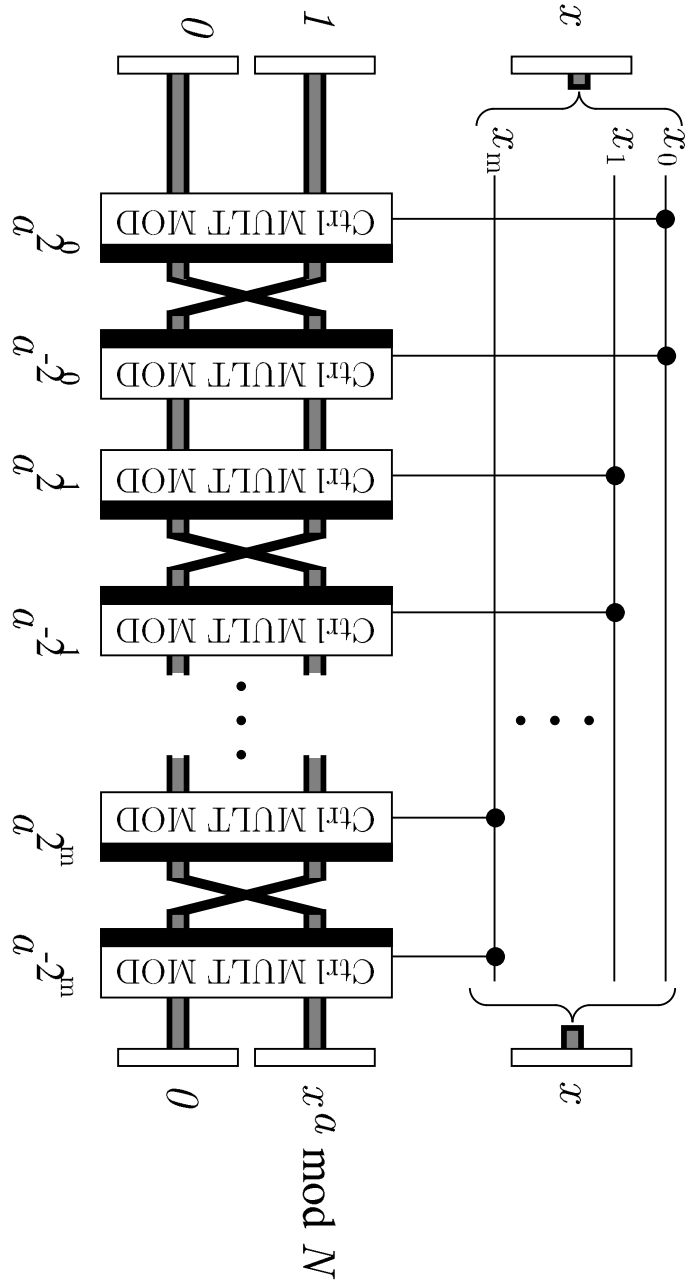 x₀
x x₁ x
xₘ
1 xᵃ mod N
0 0
Ctrl MULT MOD
Ctrl MULT MOD
Ctrl MULT MOD
Ctrl MULT MOD
Ctrl MULT MOD
Ctrl MULT MOD
a^2^0 a^-2^0 a^2^1 a^-2^1 a^2^m a^-2^m